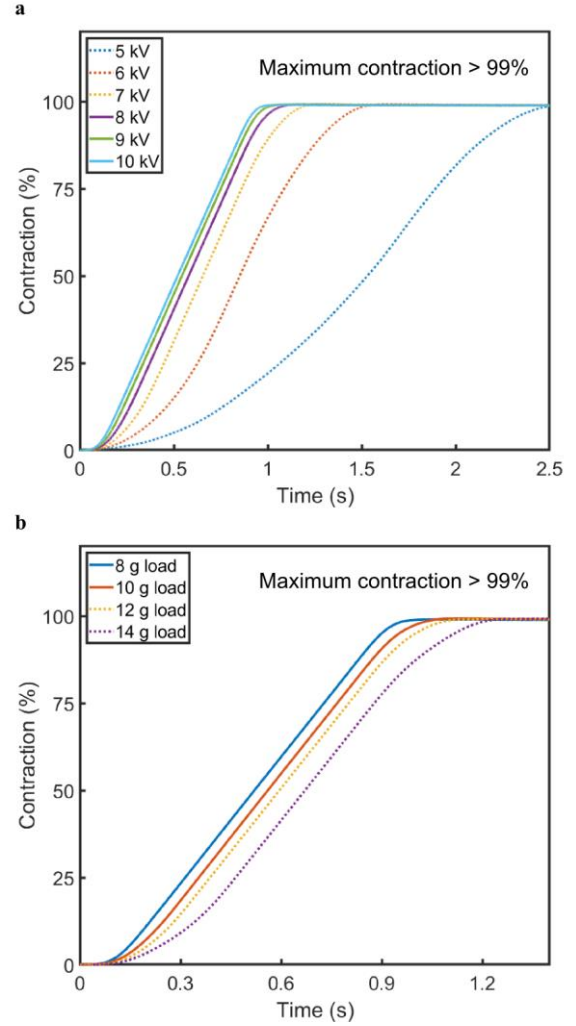 a
5 kV
6 kV
7 kV
8 kV
9 kV
10 kV
Maximum contraction > 99%
100
75
50
25
0
Contraction (%)
0 0.5 1 1.5 2 2.5
Time (s)
b
8 g load
10 g load
12 g load
14 g load
Maximum contraction > 99%
100
75
50
25
0
Contraction (%)
0 0.3 0.6 0.9 1.2
Time (s)